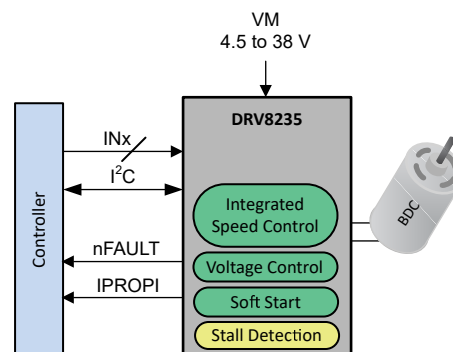 VM
4.5 to 38 V
DRV8235
INx
I²C
Controller
Integrated
Speed Control
BDC
nFAULT
Voltage Control
IPROPI
Soft Start
Stall Detection